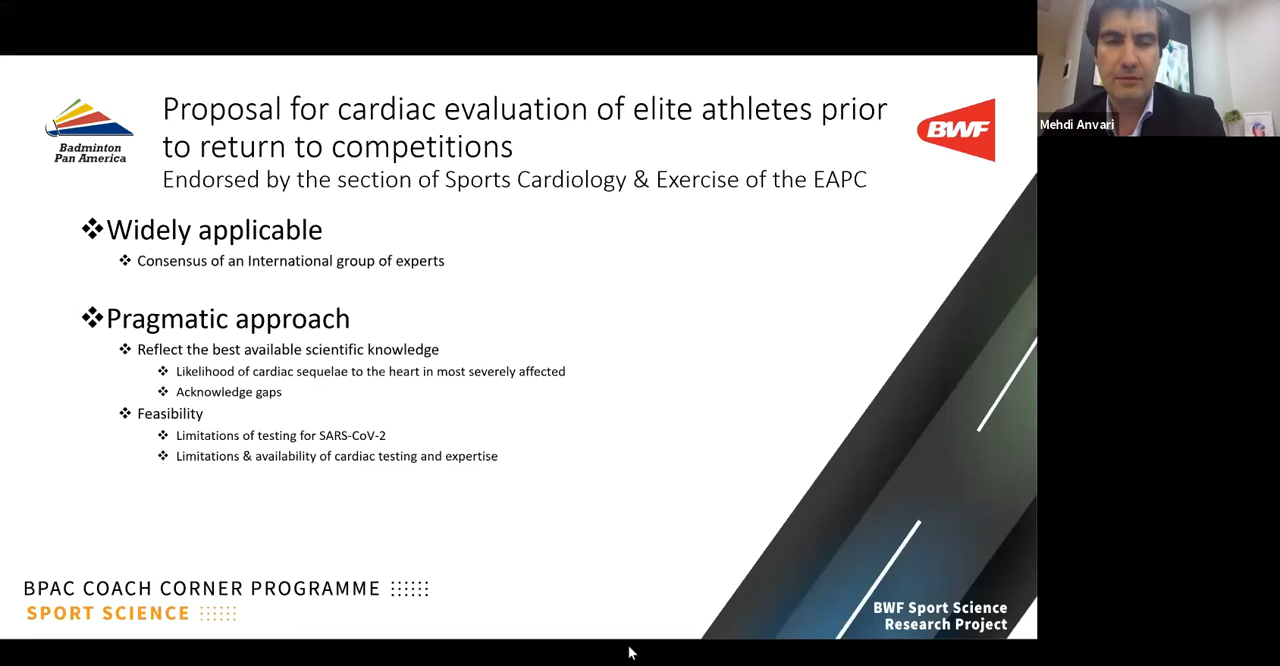 Badminton
Pan America
Proposal for cardiac evaluation of elite athletes prior
to return to competitions
Endorsed by the section of Sports Cardiology & Exercise of the EAPC
BWF
Mehdi Anvari
Widely applicable
Consensus of an International group of experts
Pragmatic approach
Reflect the best available scientific knowledge
Likelihood of cardiac sequelae to the heart in most severely affected
Acknowledge gaps
Feasibility
Limitations of testing for SARS-CoV-2
Limitations & availability of cardiac testing and expertise
BPAC COACH CORNER PROGRAMME
SPORT SCIENCE
BWF Sport Science
Research Project